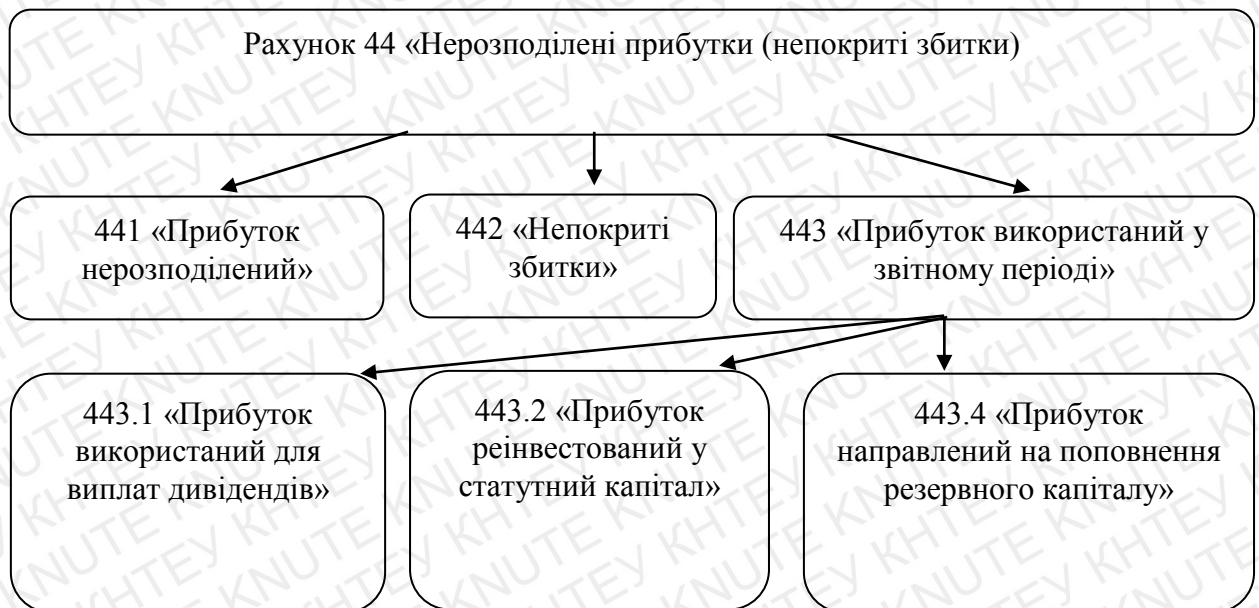 Рахунок 44 «Нерозподілені прибутки (непокриті збитки)
441 «Прибуток
нерозподілений»
442 «Непокриті
збитки»
443 «Прибуток використаний у
звітному періоді»
443.1 «Прибуток
використаний для
виплат дивідендів»
443.2 «Прибуток
реінвестований у
статутний капітал»
443.4 «Прибуток
направлений на поповнення
резервного капіталу»